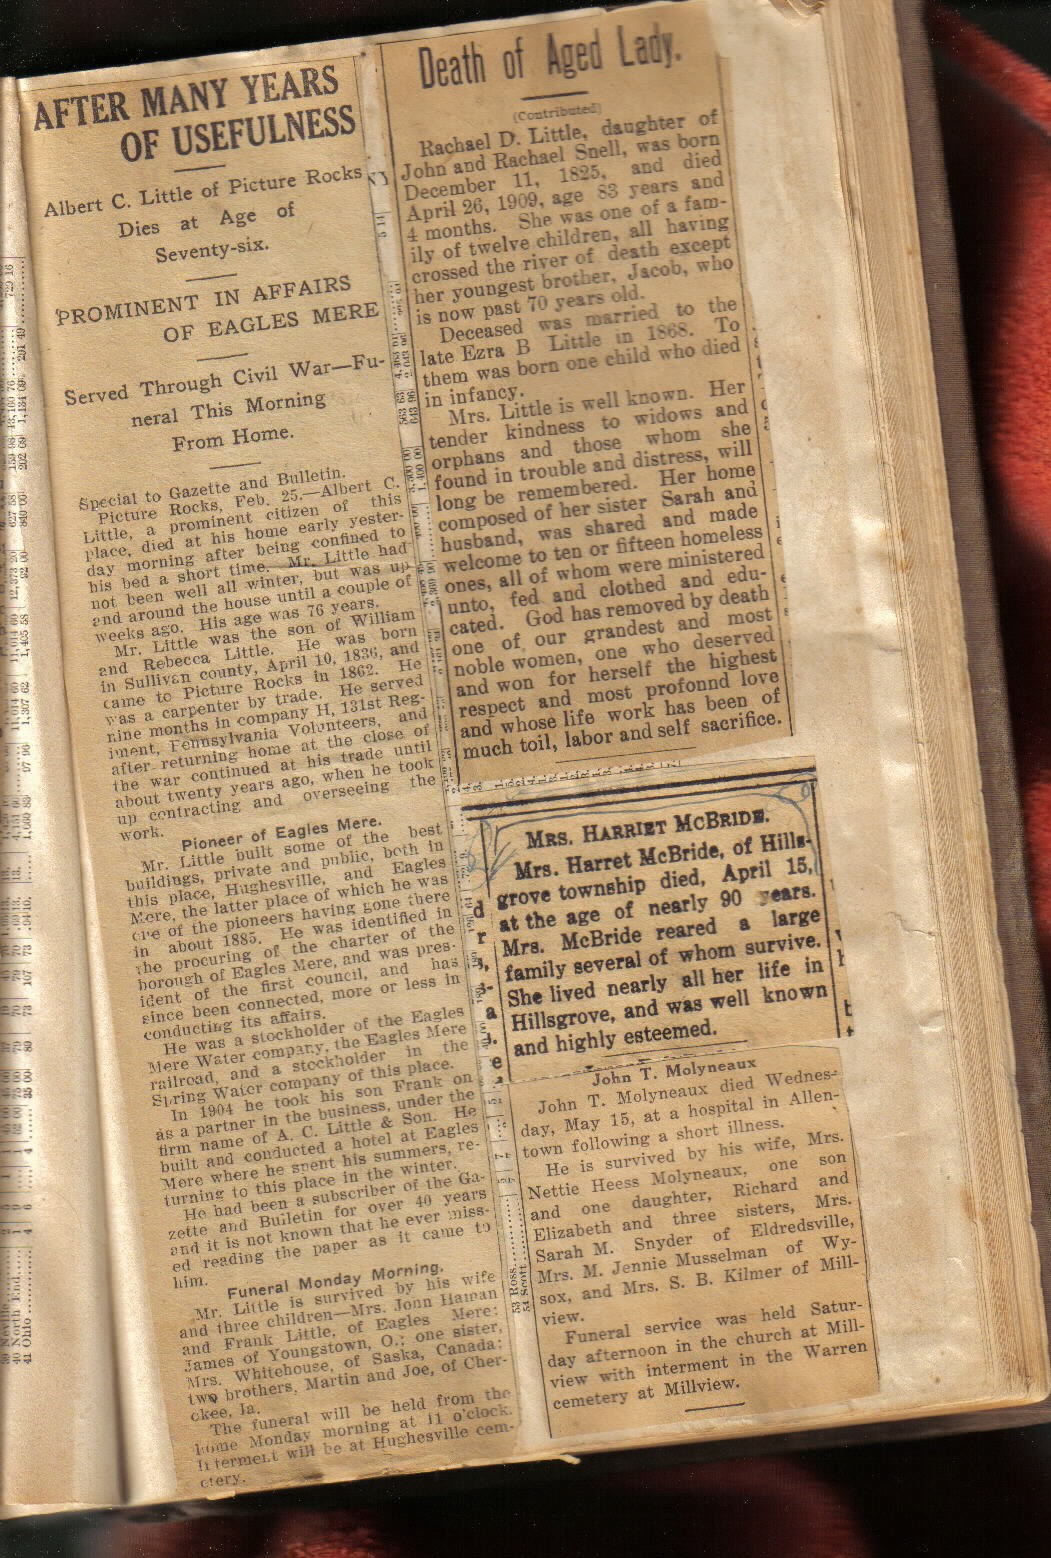 AFTER MANY YEARS
OF USEFULNESS
Albert C. Little of Picture Rocks
Dies at Age of
Seventy-six.
PROMINENT IN AFFAIRS
OF EAGLES MERE
Served Through Civil War—Fu-
neral This Morning
From Home.
Special to Gazette and Bulletin.
Picture Rocks, Feb. 25.—Albert C.
Little, a prominent citizen of this
place, died at his home early yester-
day morning after being confined to
his bed a short time. Mr. Little had
not been well all winter, but was up
and around the house until a couple of
weeks ago. His age was 76 years.
Mr. Little was the son of William
and Rebecca Little. He was born
in Sullivan county, April 10, 1836, and
came to Picture Rocks in 1862. He
was a carpenter by trade. He served
nine months in company H, 131st Reg-
iment, Pennsylvania Volunteers, and
after returning home at the close of
the war continued at his trade until
about twenty years ago, when he took
up contracting and overseeing the
work.
Pioneer of Eagles Mere.
Mr. Little built some of the best
buildings, private and public, both in
this place, Hughesville, and Eagles
Mere, the latter place of which he was
one of the pioneers having gone there
in about 1885. He was identified in
the procuring of the charter of the
borough of Eagles Mere, and was pres-
ident of the first council, and has
since been connected, more or less in
conducting its affairs.
He was a stockholder of the Eagles
Mere Water company, the Eagles Mere
railroad, and a stockholder in the
Spring Water company of this place.
In 1904 he took his son Frank on
as a partner in the business, under the
firm name of A. C. Little & Son. He
built and conducted a hotel at Eagles
Mere where he spent his summers, re-
turning to this place in the winter.
He had been a subscriber of the Ga-
zette and Bulletin for over 40 years
and it is not known that he ever miss-
ed reading the paper as it came to
him.
Funeral Monday Morning.
Mr. Little is survived by his wife
and three children—Mrs. John Haman
and Frank Little, of Eagles Mere;
James of Youngstown, O.; one sister,
Mrs. Whitehouse, of Saska, Canada;
two brothers, Martin and Joe, of Cher-
okee, Ia.
The funeral will be held from the
home Monday morning at 11 o'clock.
Interment will be at Hughesville cem-
etery.
Death of Aged Lady.
(Contributed)
Rachael D. Little, daughter of
John and Rachael Snell, was born
December 11, 1825, and died
April 26, 1909, age 83 years and
4 months. She was one of a fam-
ily of twelve children, all having
crossed the river of death except
her youngest brother, Jacob, who
is now past 70 years old.
Deceased was married to the
late Ezra B Little in 1868. To
them was born one child who died
in infancy.
Mrs. Little is well known. Her
tender kindness to widows and
orphans and those whom she
found in trouble and distress, will
long be remembered. Her home
composed of her sister Sarah and
husband, was shared and made
welcome to ten or fifteen homeless
ones, all of whom were ministered
unto, fed and clothed and edu-
cated. God has removed by death
one of our grandest and most
noble women, one who deserved
and won for herself the highest
respect and most profonnd love
and whose life work has been of
much toil, labor and self sacrifice.
MRS. HARRIET MCBRIDE.
Mrs. Harret McBride, of Hills-
grove township died, April 15,
at the age of nearly 90 years.
Mrs. McBride reared a large
family several of whom survive.
She lived nearly all her life in
Hillsgrove, and was well known
and highly esteemed.
John T. Molyneaux
John T. Molyneaux died Wednes-
day, May 15, at a hospital in Allen-
town following a short illness.
He is survived by his wife, Mrs.
Nettie Heess Molyneaux, one son
and one daughter, Richard and
Elizabeth and three sisters, Mrs.
Sarah M. Snyder of Eldredsville,
Mrs. M. Jennie Musselman of Wy-
sox, and Mrs. S. B. Kilmer of Mill-
view.
Funeral service was held Satur-
day afternoon in the church at Mill-
view with interment in the Warren
cemetery at Millview.
53 Ross
54 Scott
40 North End
41 Ohio